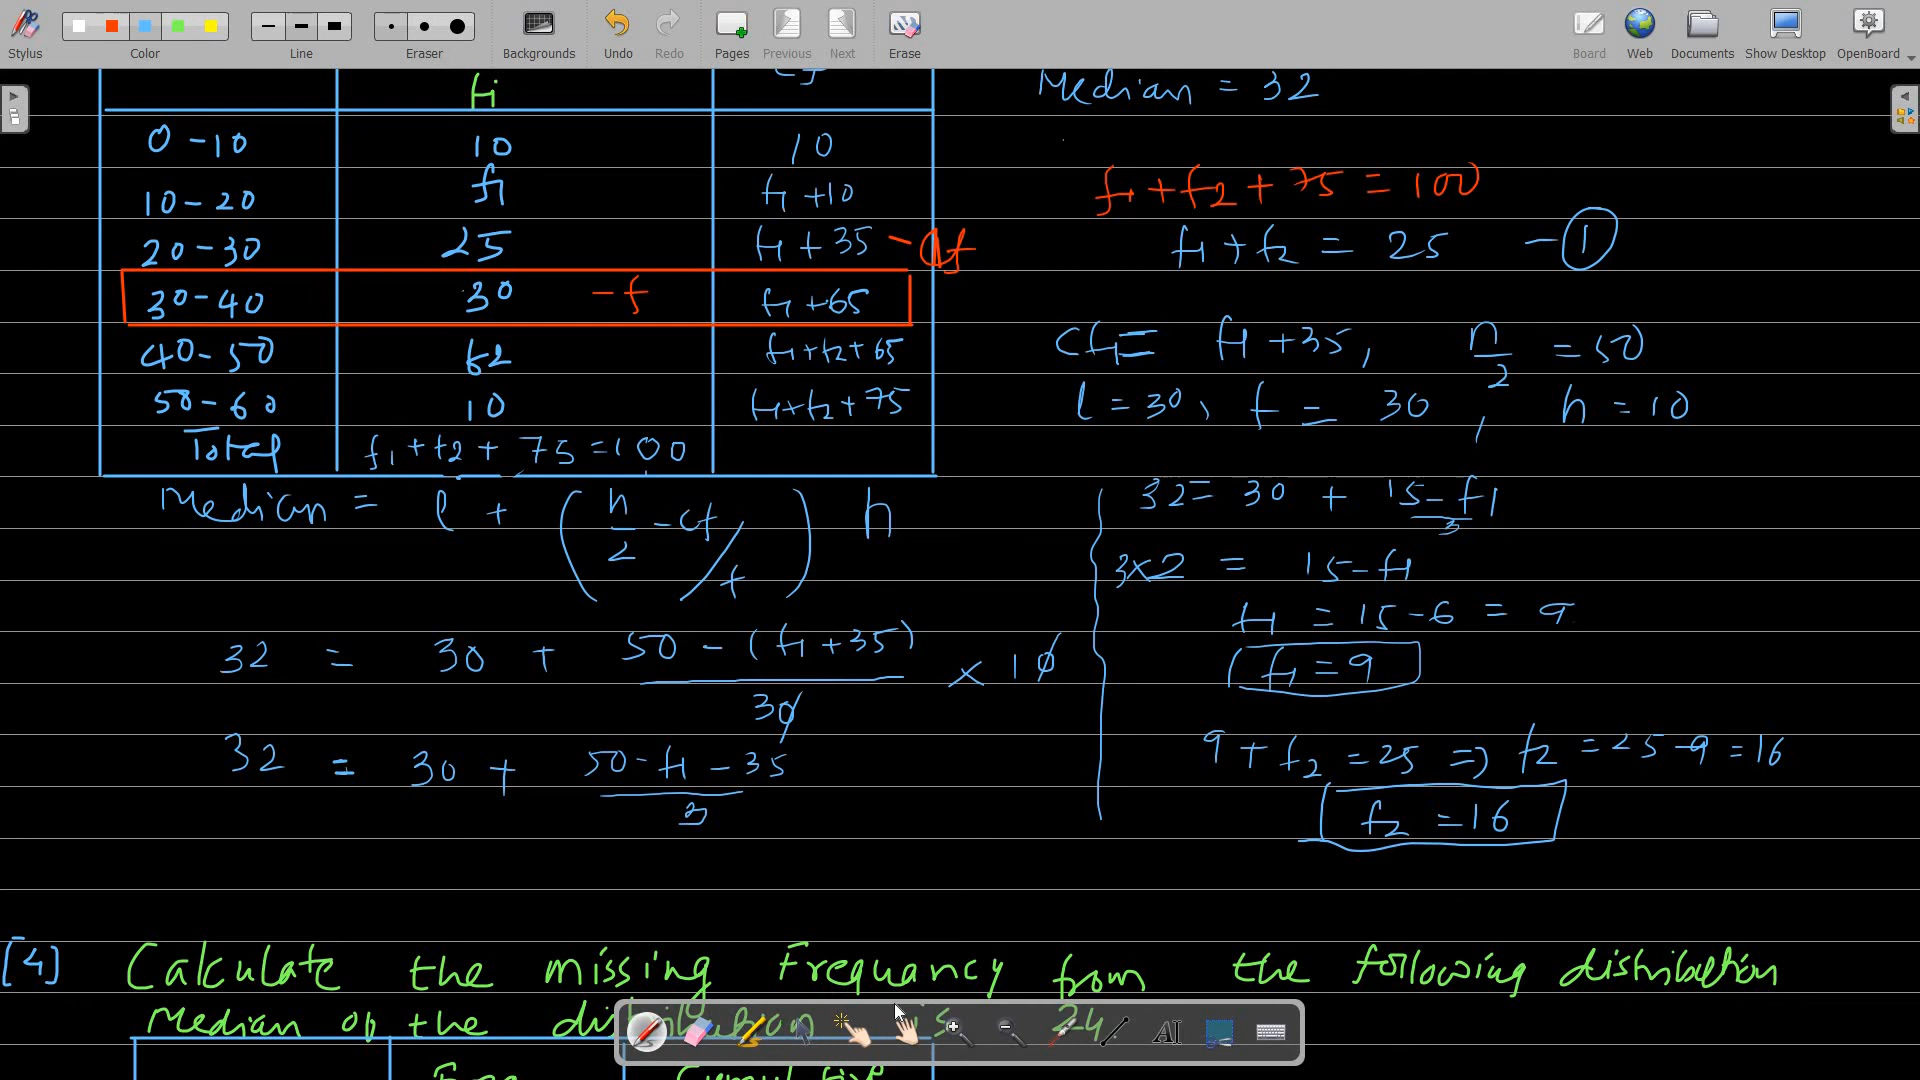 Stylus Color Line Eraser Backgrounds Undo Redo Pages Previous Next Erase Board Web Documents Show Desktop OpenBoard
fi cf
0-10 10 10
10-20 f1 f1+10
20-30 25 f1+35 - Cf
30-40 30 - f f1+65
40-50 f2 f1+f2+65
50-60 10 f1+f2+75
Total f1+f2+75=100
Median = l + ( n/2 - cf / f ) h
32 = 30 + 50-(f1+35) / 30 × 10
32 = 30 + 50-f1-35 / 3
Median = 32
f1+f2+75=100
f1+f2 = 25 - 1
Cf = f1+35, n/2 = 50
l=30, f = 30, h=10
32= 30 + 15-f1 / 3
3×2 = 15-f1
f1 = 15-6 = 9
f1 = 9
9+f2 =25 => f2 =25-9=16
f2 =16
[4] Calculate the missing Frequancy from the following distribution
Median of the distribution is 24
AI